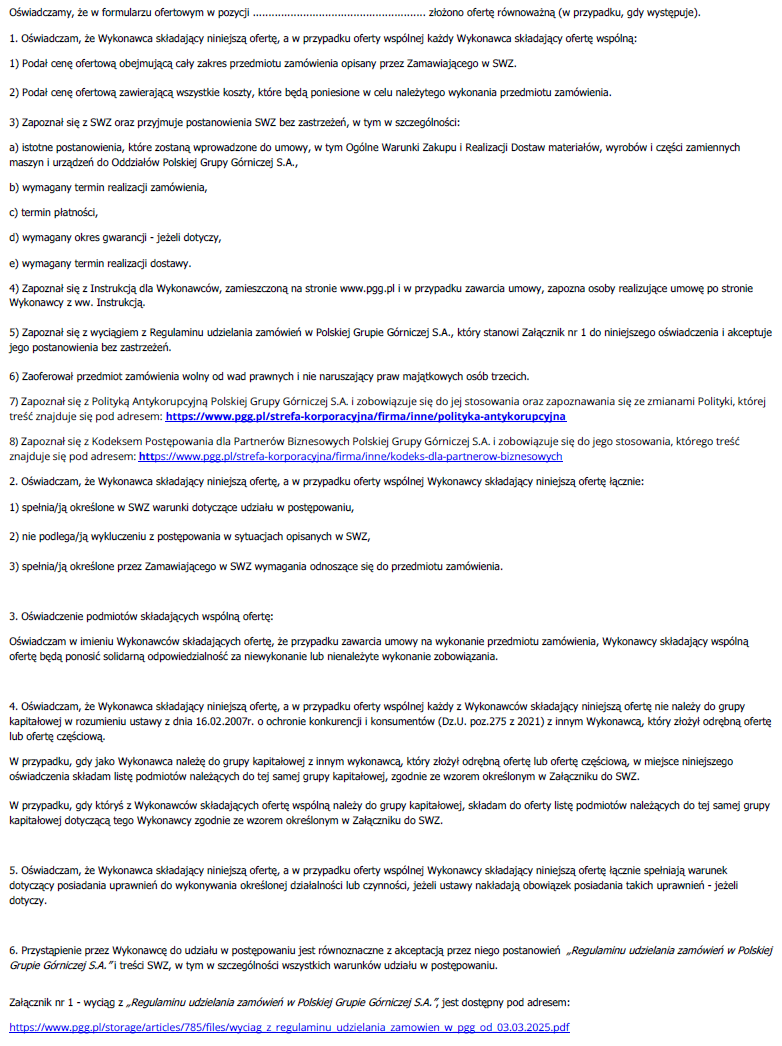 Oświadczamy, że w formularzu ofertowym w pozycji ........................................................ złożono ofertę równoważną (w przypadku, gdy występuje).
1. Oświadczam, że Wykonawca składający niniejszą ofertę, a w przypadku oferty wspólnej każdy Wykonawca składający ofertę wspólną:
1) Podał cenę ofertową obejmującą cały zakres przedmiotu zamówienia opisany przez Zamawiającego w SWZ.
2) Podał cenę ofertową zawierającą wszystkie koszty, które będą poniesione w celu należytego wykonania przedmiotu zamówienia.
3) Zapoznał się z SWZ oraz przyjmuje postanowienia SWZ bez zastrzeżeń, w tym w szczególności:
a) istotne postanowienia, które zostaną wprowadzone do umowy, w tym Ogólne Warunki Zakupu i Realizacji Dostaw materiałów, wyrobów i części zamiennych
maszyn i urządzeń do Oddziałów Polskiej Grupy Górniczej S.A.,
b) wymagany termin realizacji zamówienia,
c) termin płatności,
d) wymagany okres gwarancji - jeżeli dotyczy,
e) wymagany termin realizacji dostawy.
4) Zapoznał się z Instrukcją dla Wykonawców, zamieszczoną na stronie www.pgg.pl i w przypadku zawarcia umowy, zapozna osoby realizujące umowę po stronie
Wykonawcy z ww. Instrukcją.
5) Zapoznał się z wyciągiem z Regulaminu udzielania zamówień w Polskiej Grupie Górniczej S.A., który stanowi Załącznik nr 1 do niniejszego oświadczenia i akceptuje
jego postanowienia bez zastrzeżeń.
6) Zaoferował przedmiot zamówienia wolny od wad prawnych i nie naruszający praw majątkowych osób trzecich.
7) Zapoznał się z Polityką Antykorupcyjną Polskiej Grupy Górniczej S.A. i zobowiązuje się do jej stosowania oraz zapoznawania się ze zmianami Polityki, której
treść znajduje się pod adresem: https://www.pgg.pl/strefa-korporacyjna/firma/inne/polityka-antykorupcyjna
8) Zapoznał się z Kodeksem Postępowania dla Partnerów Biznesowych Polskiej Grupy Górniczej S.A. i zobowiązuje się do jego stosowania, którego treść
znajduje się pod adresem: https://www.pgg.pl/strefa-korporacyjna/firma/inne/kodeks-dla-partnerow-biznesowych
2. Oświadczam, że Wykonawca składający niniejszą ofertę, a w przypadku oferty wspólnej Wykonawcy składający niniejszą ofertę łącznie:
1) spełnia/ją określone w SWZ warunki dotyczące udziału w postępowaniu,
2) nie podlega/ją wykluczeniu z postępowania w sytuacjach opisanych w SWZ,
3) spełnia/ją określone przez Zamawiającego w SWZ wymagania odnoszące się do przedmiotu zamówienia.
3. Oświadczenie podmiotów składających wspólną ofertę:
Oświadczam w imieniu Wykonawców składających ofertę, że przypadku zawarcia umowy na wykonanie przedmiotu zamówienia, Wykonawcy składający wspólną
ofertę będą ponosić solidarną odpowiedzialność za niewykonanie lub nienależyte wykonanie zobowiązania.
4. Oświadczam, że Wykonawca składający niniejszą ofertę, a w przypadku oferty wspólnej każdy z Wykonawców składający niniejszą ofertę nie należy do grupy
kapitałowej w rozumieniu ustawy z dnia 16.02.2007r. o ochronie konkurencji i konsumentów (Dz.U. poz.275 z 2021) z innym Wykonawcą, który złożył odrębną ofertę
lub ofertę częściową.
W przypadku, gdy jako Wykonawca należę do grupy kapitałowej z innym wykonawcą, który złożył odrębną ofertę lub ofertę częściową, w miejsce niniejszego
oświadczenia składam listę podmiotów należących do tej samej grupy kapitałowej, zgodnie ze wzorem określonym w Załączniku do SWZ.
W przypadku, gdy któryś z Wykonawców składających ofertę wspólną należy do grupy kapitałowej, składam do oferty listę podmiotów należących do tej samej grupy
kapitałowej dotyczącą tego Wykonawcy zgodnie ze wzorem określonym w Załączniku do SWZ.
5. Oświadczam, że Wykonawca składający niniejszą ofertę, a w przypadku oferty wspólnej Wykonawcy składający niniejszą ofertę łącznie spełniają warunek
dotyczący posiadania uprawnień do wykonywania określonej działalności lub czynności, jeżeli ustawy nakładają obowiązek posiadania takich uprawnień - jeżeli
dotyczy.
6. Przystąpienie przez Wykonawcę do udziału w postępowaniu jest równoznaczne z akceptacją przez niego postanowień „Regulaminu udzielania zamówień w Polskiej
Grupie Górniczej S.A." i treści SWZ, w tym w szczególności wszystkich warunków udziału w postępowaniu.
Załącznik nr 1 - wyciąg z „Regulaminu udzielania zamówień w Polskiej Grupie Górniczej S.A.", jest dostępny pod adresem:
https://www.pgg.pl/storage/articles/785/files/wyciag_z_regulaminu_udzielania_zamowien_w_pgg_od_03.03.2025.pdf